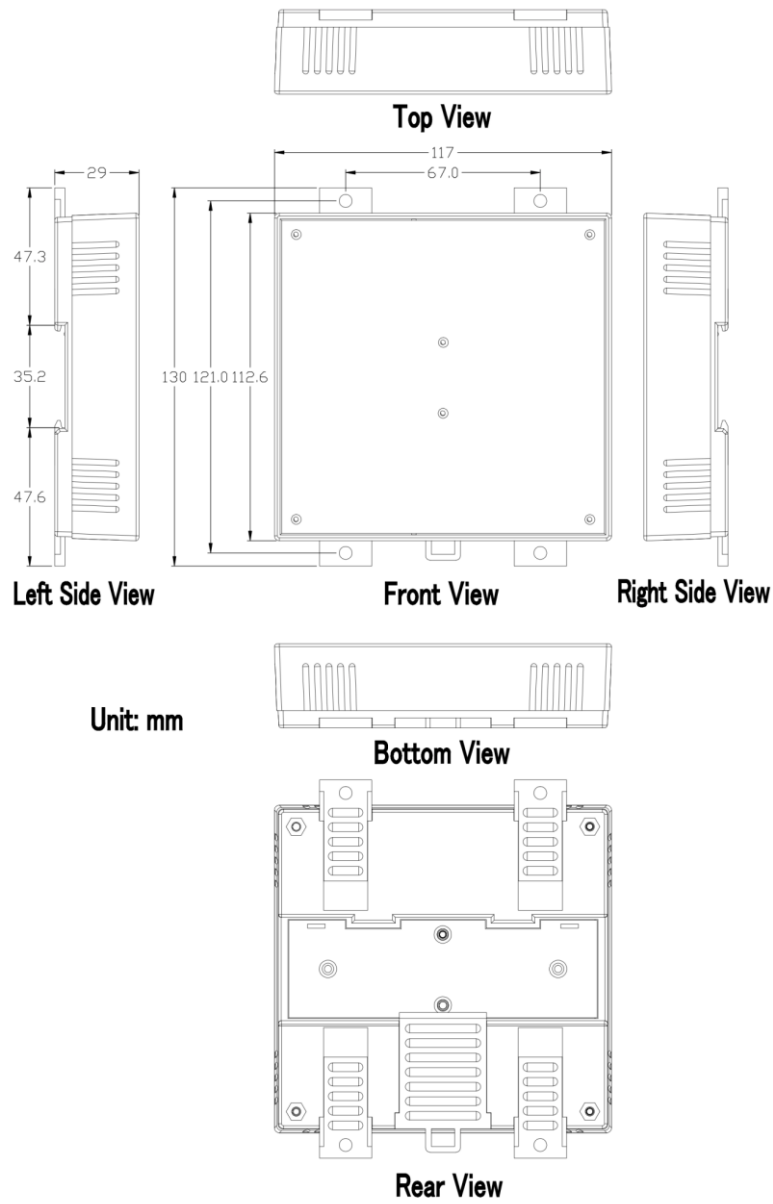 Top View
117
29
67.0
47.3
35.2
130
121.0
112.6
47.6
Left Side View
Front View
Right Side View
Unit: mm
Bottom View
Rear View